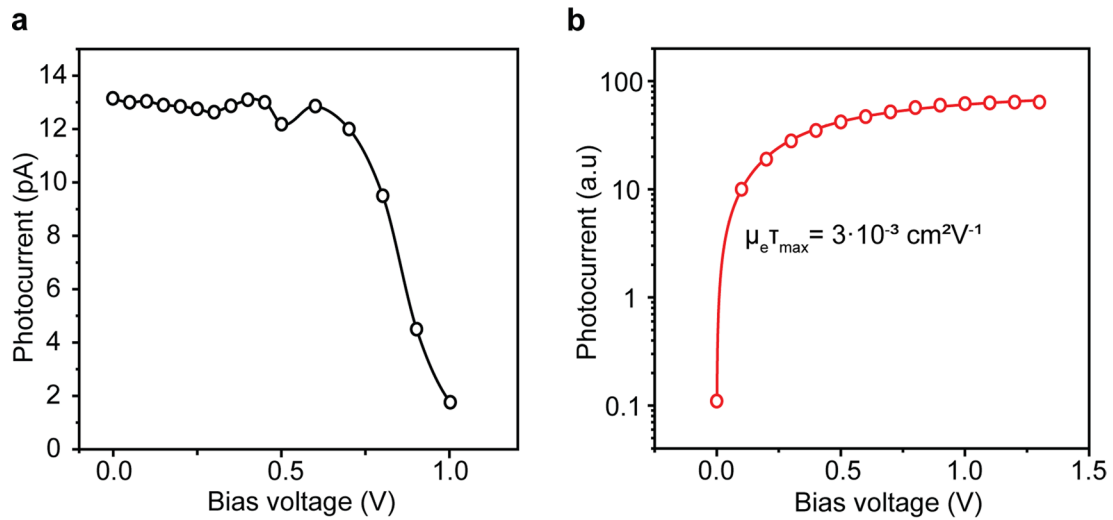 a
14
12
10
8
6
4
2
0
Photocurrent (pA)
0.0 0.5 1.0
Bias voltage (V)
b
100
10
1
0.1
Photocurrent (a.u)
μₑτₘₐₓ= 3·10⁻³ cm²V⁻¹
0.0 0.5 1.0 1.5
Bias voltage (V)